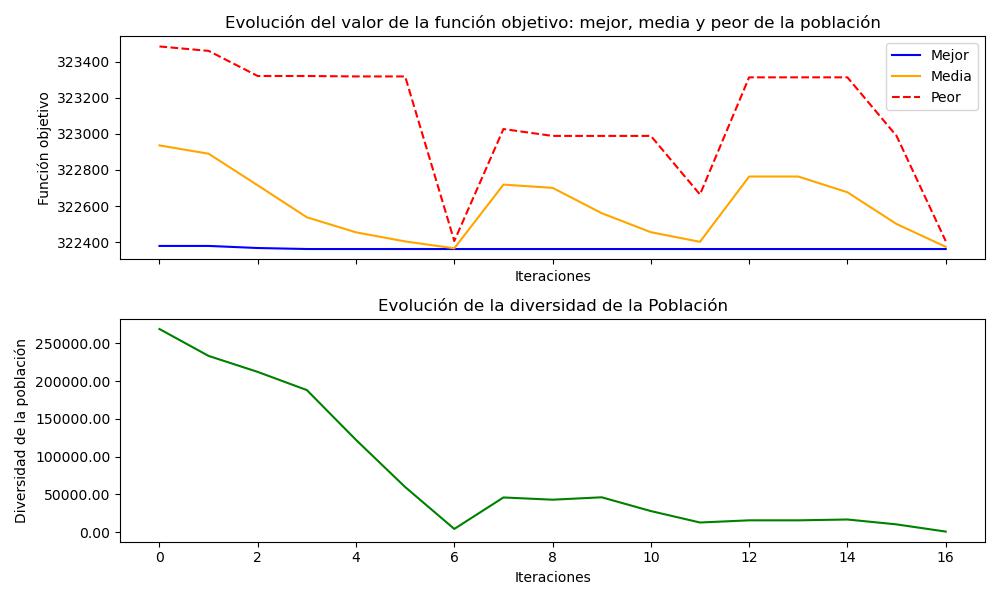 Evolución del valor de la función objetivo: mejor, media y peor de la población
Función objetivo
323400
323200
323000
322800
322600
322400
Mejor
Media
Peor
Iteraciones
Evolución de la diversidad de la Población
Diversidad de la población
250000.00
200000.00
150000.00
100000.00
50000.00
0.00
0 2 4 6 8 10 12 14 16
Iteraciones